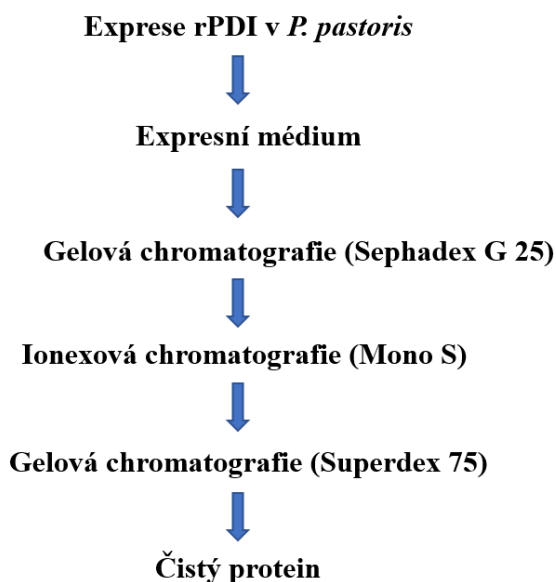 Exprese rPDI v P. pastoris
Expresní médium
Gelová chromatografie (Sephadex G 25)
Ionexová chromatografie (Mono S)
Gelová chromatografie (Superdex 75)
Čistý protein